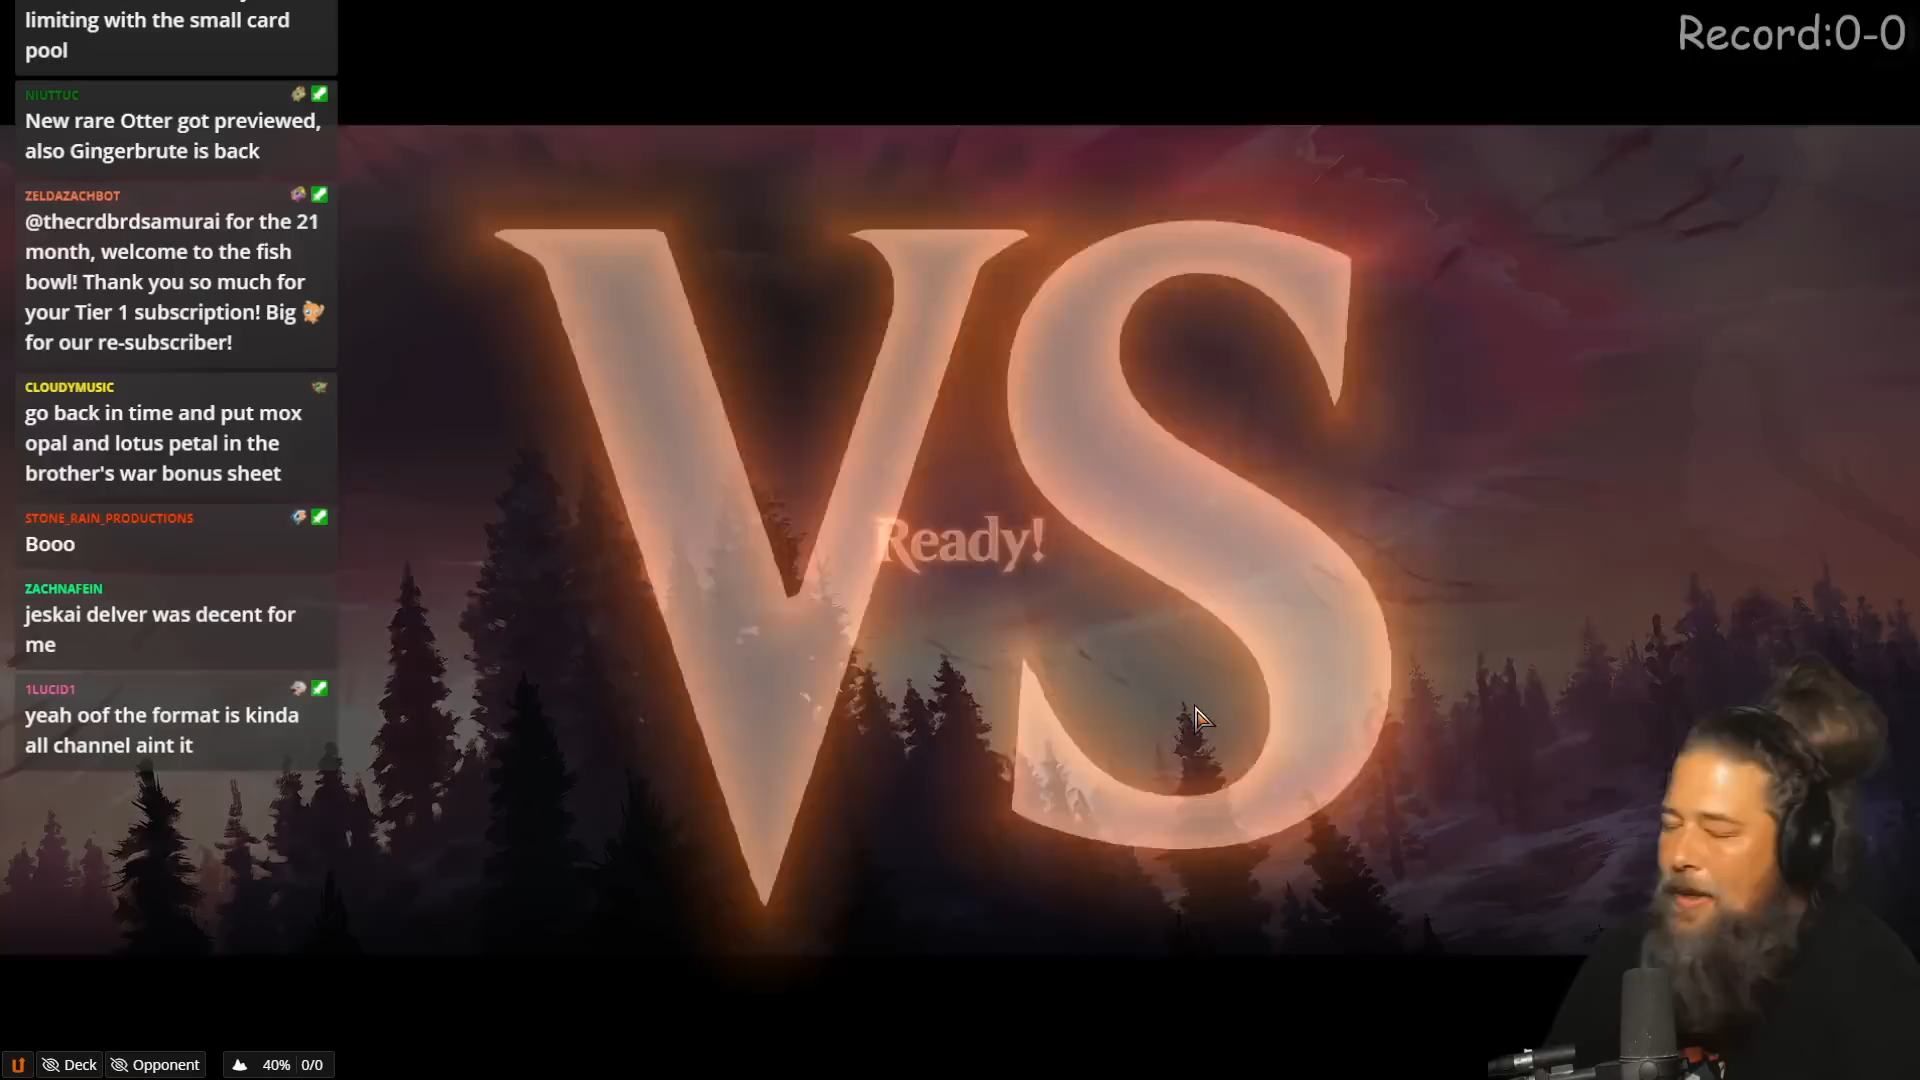 limiting with the small card
pool
Record:0-0
NIUTTUC
New rare Otter got previewed,
also Gingerbrute is back
ZELDAZACHBOT
@thecrdbrdsamurai for the 21
month, welcome to the fish
bowl! Thank you so much for
your Tier 1 subscription! Big
for our re-subscriber!
CLOUDYMUSIC
go back in time and put mox
opal and lotus petal in the
brother's war bonus sheet
STONE_RAIN_PRODUCTIONS
Booo
ZACHNAFEIN
jeskai delver was decent for
me
1LUCID1
yeah oof the format is kinda
all channel aint it
VS
Ready!
Deck Opponent 40% 0/0